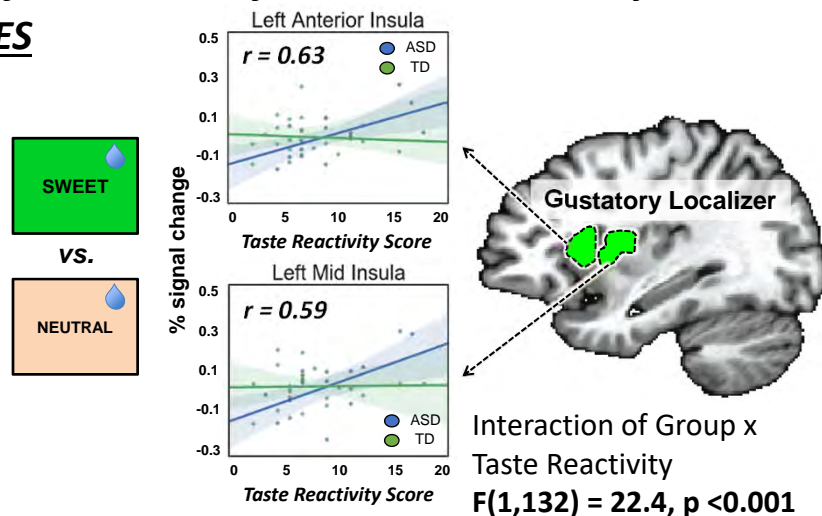 ES
Left Anterior Insula
0.5
0.3
0.1
-0.1
-0.3
r = 0.63
ASD
TD
0
5
10
15
20
Taste Reactivity Score
SWEET
vs.
NEUTRAL
% signal change
Gustatory Localizer
Left Mid Insula
0.5
0.3
0.1
-0.1
-0.3
r = 0.59
ASD
TD
0
5
10
15
20
Taste Reactivity Score
Interaction of Group x
Taste Reactivity
F(1,132) = 22.4, p <0.001